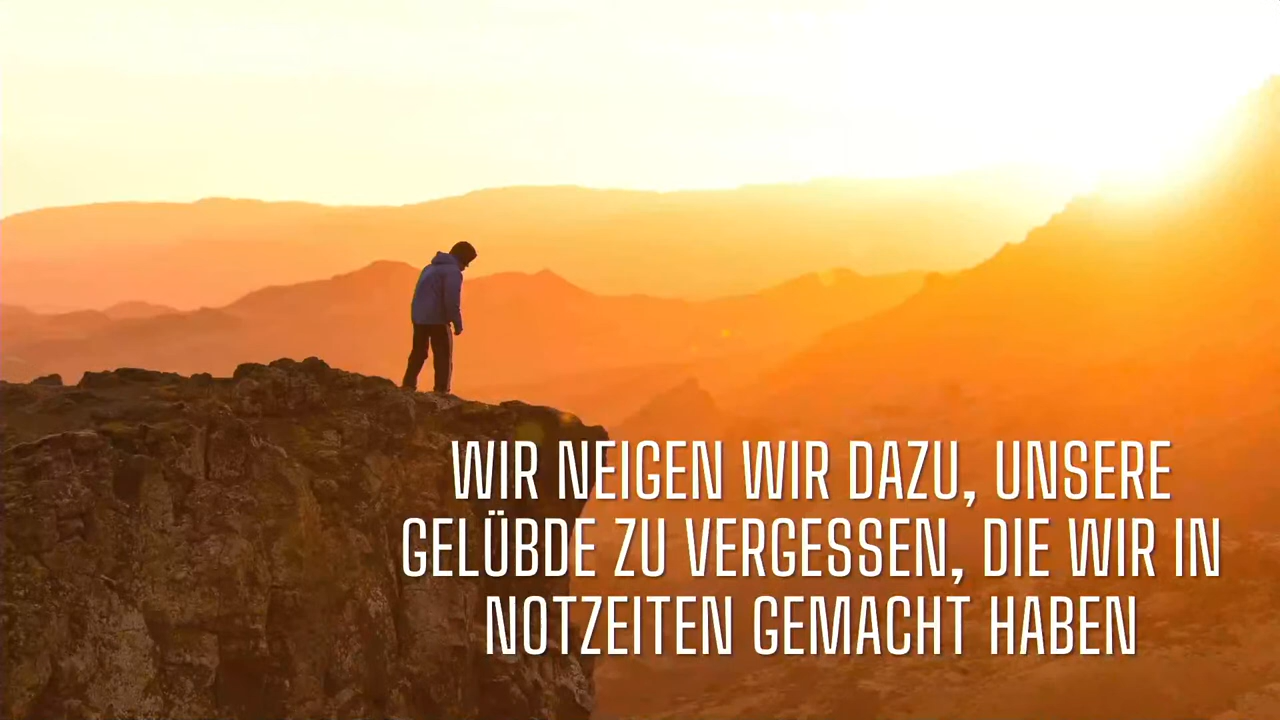 WIR NEIGEN WIR DAZU, UNSERE
GELÜBDE ZU VERGESSEN, DIE WIR IN
NOTZEITEN GEMACHT HABEN